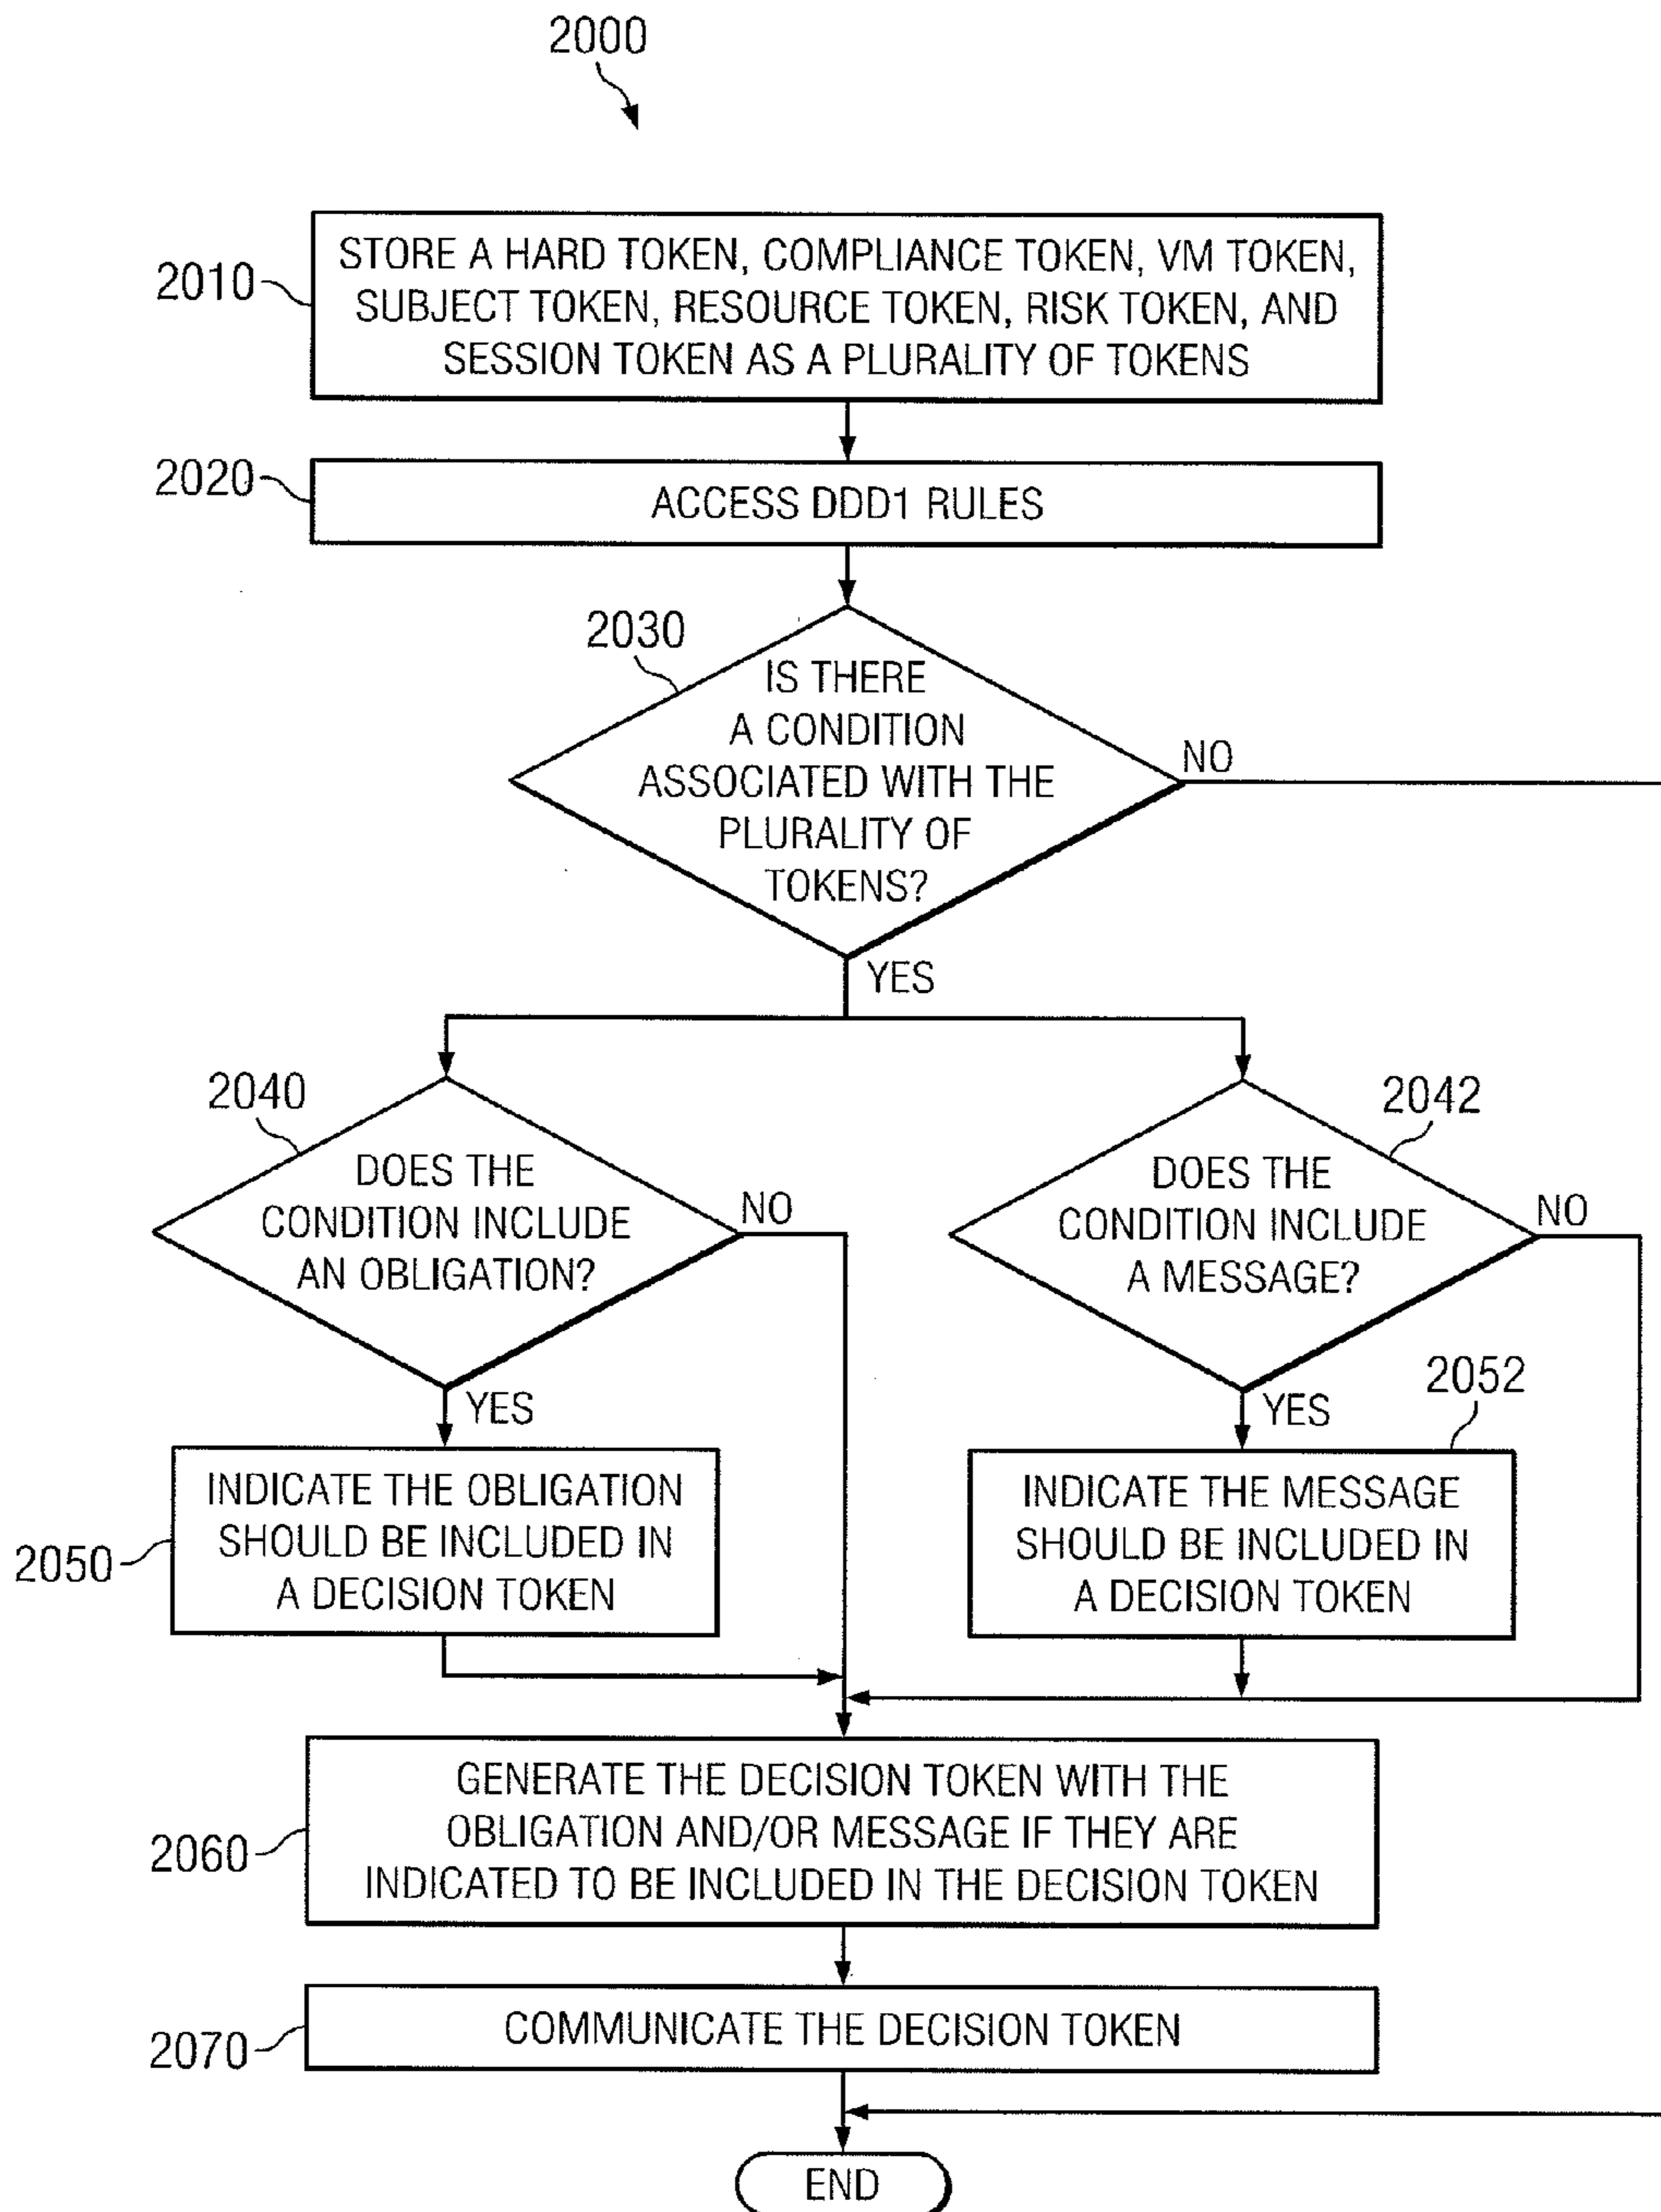 2000
2010
STORE A HARD TOKEN, COMPLIANCE TOKEN, VM TOKEN,
SUBJECT TOKEN, RESOURCE TOKEN, RISK TOKEN, AND
SESSION TOKEN AS A PLURALITY OF TOKENS
2020
ACCESS DDD1 RULES
2030
IS THERE
A CONDITION
ASSOCIATED WITH THE
PLURALITY OF
TOKENS?
NO
YES
2040
DOES THE
CONDITION INCLUDE
AN OBLIGATION?
NO
YES
2042
DOES THE
CONDITION INCLUDE
A MESSAGE?
NO
YES
2050
INDICATE THE OBLIGATION
SHOULD BE INCLUDED IN
A DECISION TOKEN
2052
INDICATE THE MESSAGE
SHOULD BE INCLUDED IN
A DECISION TOKEN
2060
GENERATE THE DECISION TOKEN WITH THE
OBLIGATION AND/OR MESSAGE IF THEY ARE
INDICATED TO BE INCLUDED IN THE DECISION TOKEN
2070
COMMUNICATE THE DECISION TOKEN
END